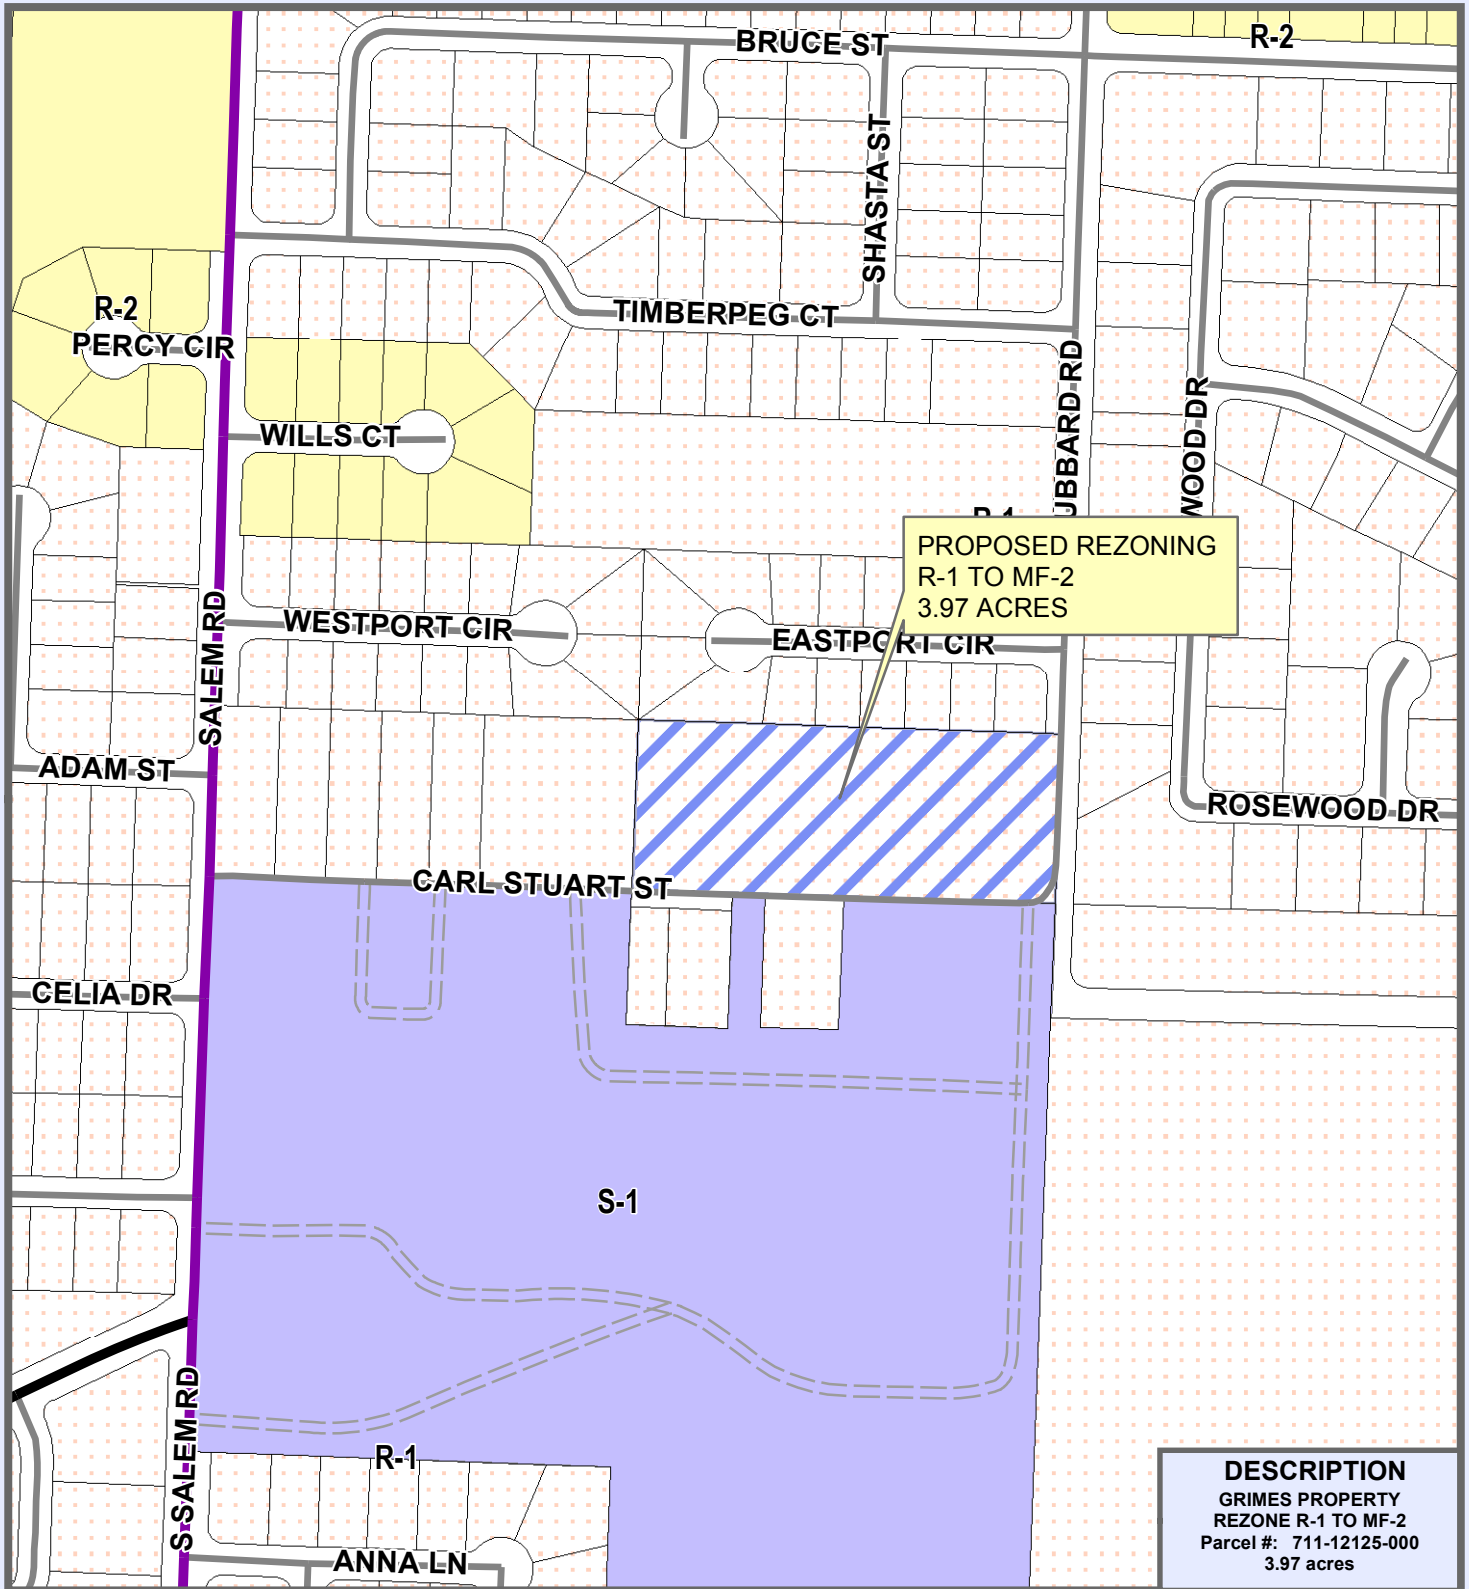 BRUCE ST
R-2
SHASTA ST
R-2
TIMBERPEG CT
PERCY CIR
WILLS CT
UBBARD RD
WOOD DR
R-1
PROPOSED REZONING
R-1 TO MF-2
3.97 ACRES
WESTPORT CIR
EASTPORT CIR
SALEM RD
ADAM ST
ROSEWOOD DR
CARL STUART ST
CELIA DR
S-1
S SALEM RD
R-1
ANNA LN
DESCRIPTION
GRIMES PROPERTY
REZONE R-1 TO MF-2
Parcel #: 711-12125-000
3.97 acres